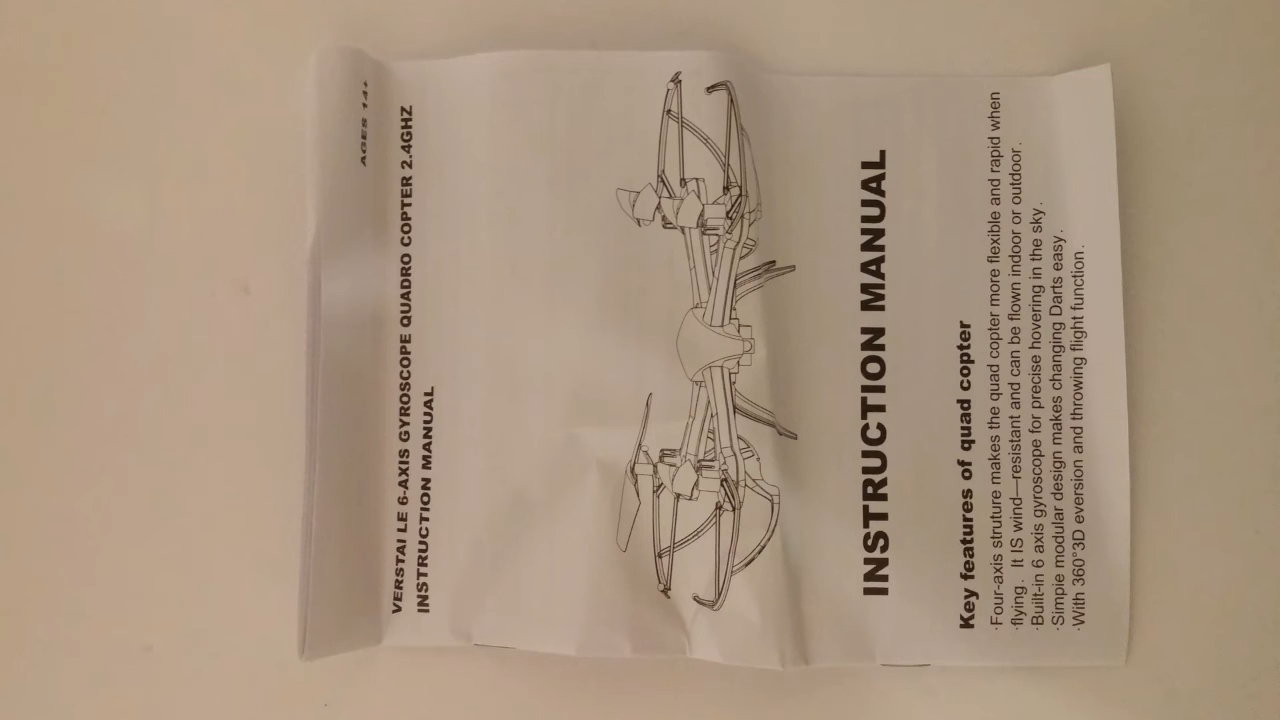 AGES 14+
VERSTAI LE 6-AXIS GYROSCOPE QUADRO COPTER 2.4GHZ
INSTRUCTION MANUAL
INSTRUCTION MANUAL
Key features of quad copter
·Four-axis struture makes the quad copter more flexible and rapid when
·flying. It IS wind—resistant and can be flown indoor or outdoor.
·Built-in 6 axis gyroscope for precise hovering in the sky.
·Simpie modular design makes changing Darts easy.
·With 360°3D eversion and throwing flight function.